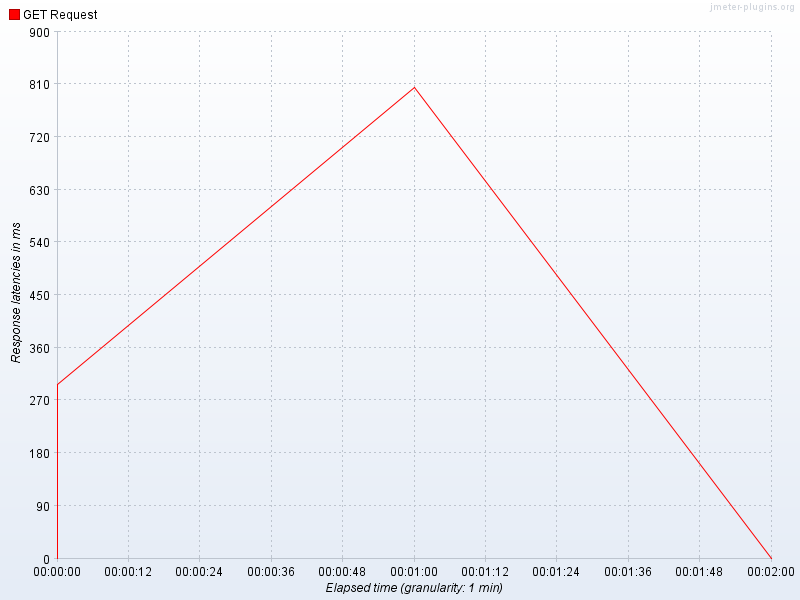 jmeter-plugins.org
GET Request
900
810
720
630
540
450
360
270
180
90
0
Response latencies in ms
00:00:00 00:00:12 00:00:24 00:00:36 00:00:48 00:01:00 00:01:12 00:01:24 00:01:36 00:01:48 00:02:00
Elapsed time (granularity: 1 min)